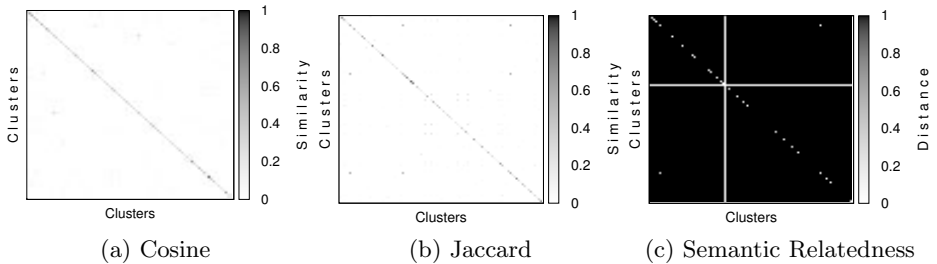 1
0.8
0.6
0.4
0.2
0
Clusters
Similarity
Clusters
(a) Cosine
1
0.8
0.6
0.4
0.2
0
Clusters
Similarity
Clusters
(b) Jaccard
1
0.8
0.6
0.4
0.2
0
Clusters
Distance
Clusters
(c) Semantic Relatedness